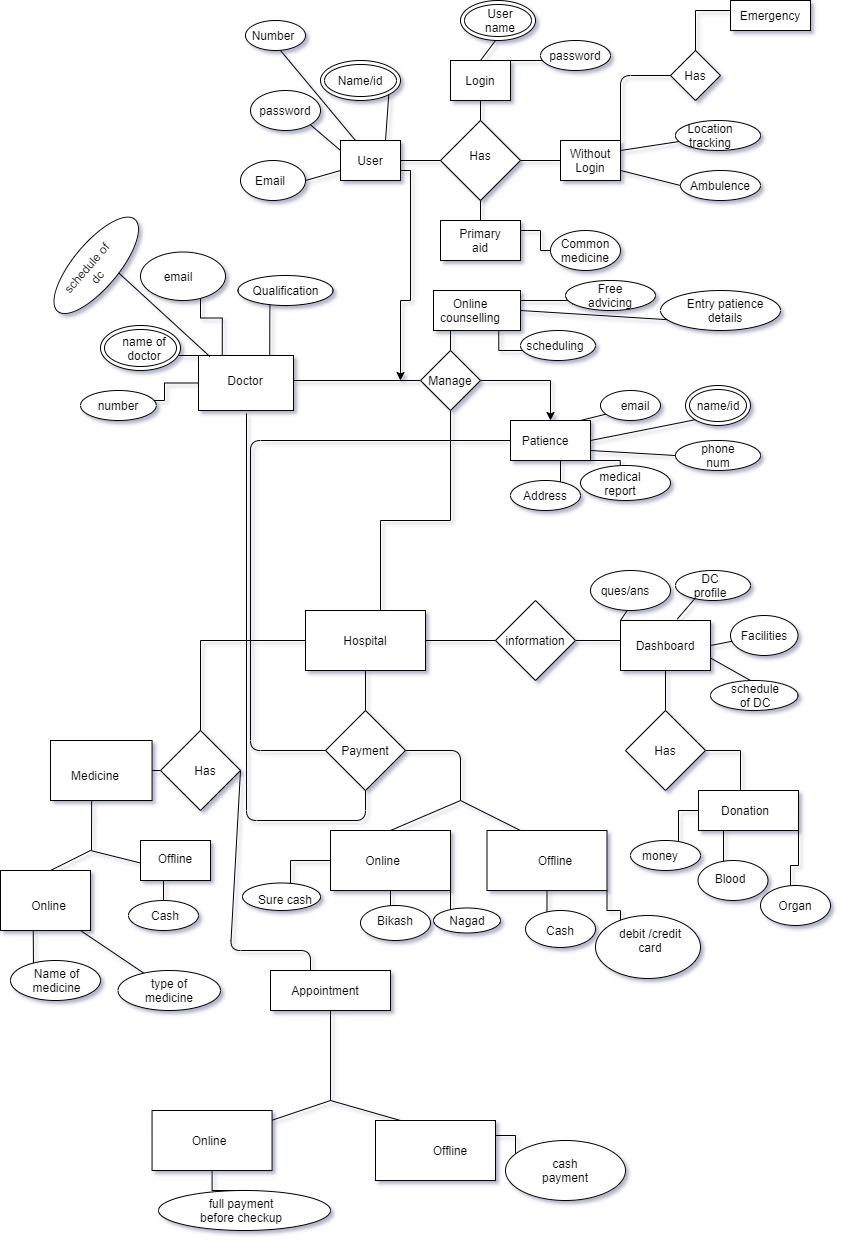 Emergency
User
name
Number
password
Login
Name/id
Has
password
Location
tracking
User
Has
Without
Login
Email
Ambulence
Primary
aid
Common
medicine
schedule of
dc
email
Qualification
Free
advicing
Online
counselling
Entry patience
details
name of
doctor
scheduling
Doctor
Manage
number
email
name/id
Patience
phone
num
medical
report
Address
ques/ans
DC
profile
Hospital
information
Dashboard
Facilities
schedule
of DC
Payment
Has
Has
Medicine
Donation
Online
Offline
Offline
money
Blood
Sure cash
Online
Cash
Bikash
Nagad
Cash
Organ
debit /credit
card
Name of
medicine
type of
medicine
Appointment
Online
Offline
cash
payment
full payment
before checkup